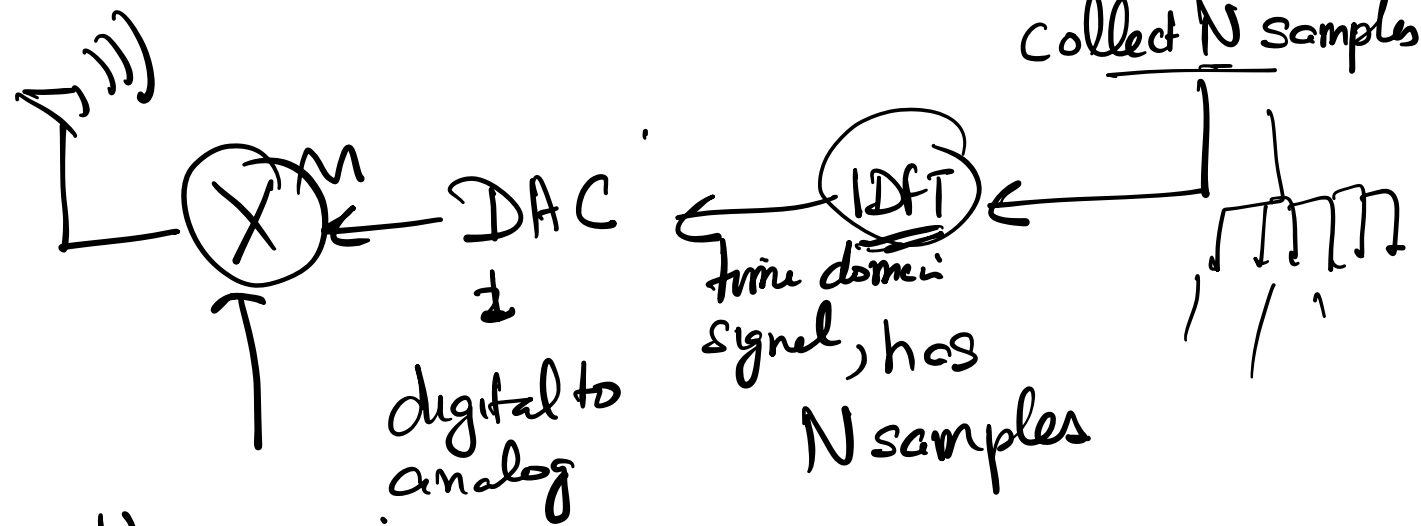 Collect N samples
X DAC IDFT
time domain
signal, has
digital to
N samples
analog